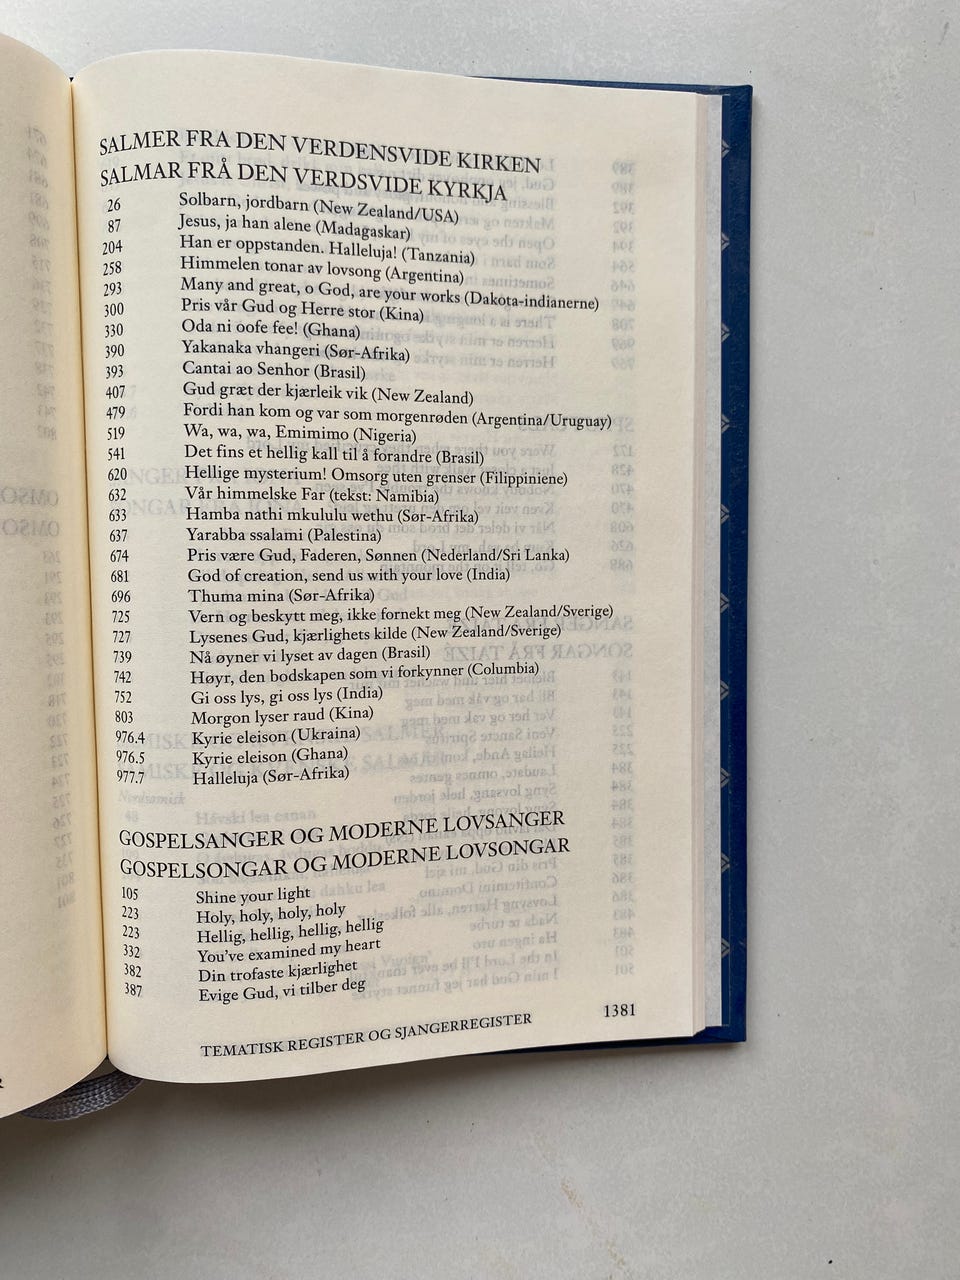 SALMER FRA DEN VERDENSVIDE KIRKEN
SALMAR FRÅ DEN VERDSVIDE KYRKJA
26 Solbarn, jordbarn (New Zealand/USA)
87 Jesus, ja han alene (Madagaskar)
204 Han er oppstanden. Halleluja! (Tanzania)
258 Himmelen tonar av lovsong (Argentina)
293 Many and great, o God, are your works (Dakota-indianerne)
300 Pris vår Gud og Herre stor (Kina)
330 Oda ni oofe fee! (Ghana)
390 Yakanaka vhangeri (Sør-Afrika)
393 Cantai ao Senhor (Brasil)
407 Gud græt der kjærleik vik (New Zealand)
479 Fordi han kom og var som morgenrøden (Argentina/Uruguay)
519 Wa, wa, wa, Emimimo (Nigeria)
541 Det fins et hellig kall til å forandre (Brasil)
620 Hellige mysterium! Omsorg uten grenser (Filippiniene)
632 Vår himmelske Far (tekst: Namibia)
633 Hamba nathi mkululu wethu (Sør-Afrika)
637 Yarabba ssalami (Palestina)
674 Pris være Gud, Faderen, Sønnen (Nederland/Sri Lanka)
681 God of creation, send us with your love (India)
696 Thuma mina (Sør-Afrika)
725 Vern og beskytt meg, ikke fornekt meg (New Zealand/Sverige)
727 Lysenes Gud, kjærlighets kilde (New Zealand/Sverige)
739 Nå øyner vi lyset av dagen (Brasil)
742 Høyr, den bodskapen som vi forkynner (Columbia)
752 Gi oss lys, gi oss lys (India)
803 Morgon lyser raud (Kina)
976.4 Kyrie eleison (Ukraina)
976.5 Kyrie eleison (Ghana)
977.7 Halleluja (Sør-Afrika)
GOSPELSANGER OG MODERNE LOVSANGER
GOSPELSONGAR OG MODERNE LOVSONGAR
105 Shine your light
223 Holy, holy, holy, holy
223 Hellig, hellig, hellig, hellig
332 You've examined my heart
382 Din trofaste kjærlighet
387 Evige Gud, vi tilber deg
TEMATISK REGISTER OG SJANGERREGISTER 1381